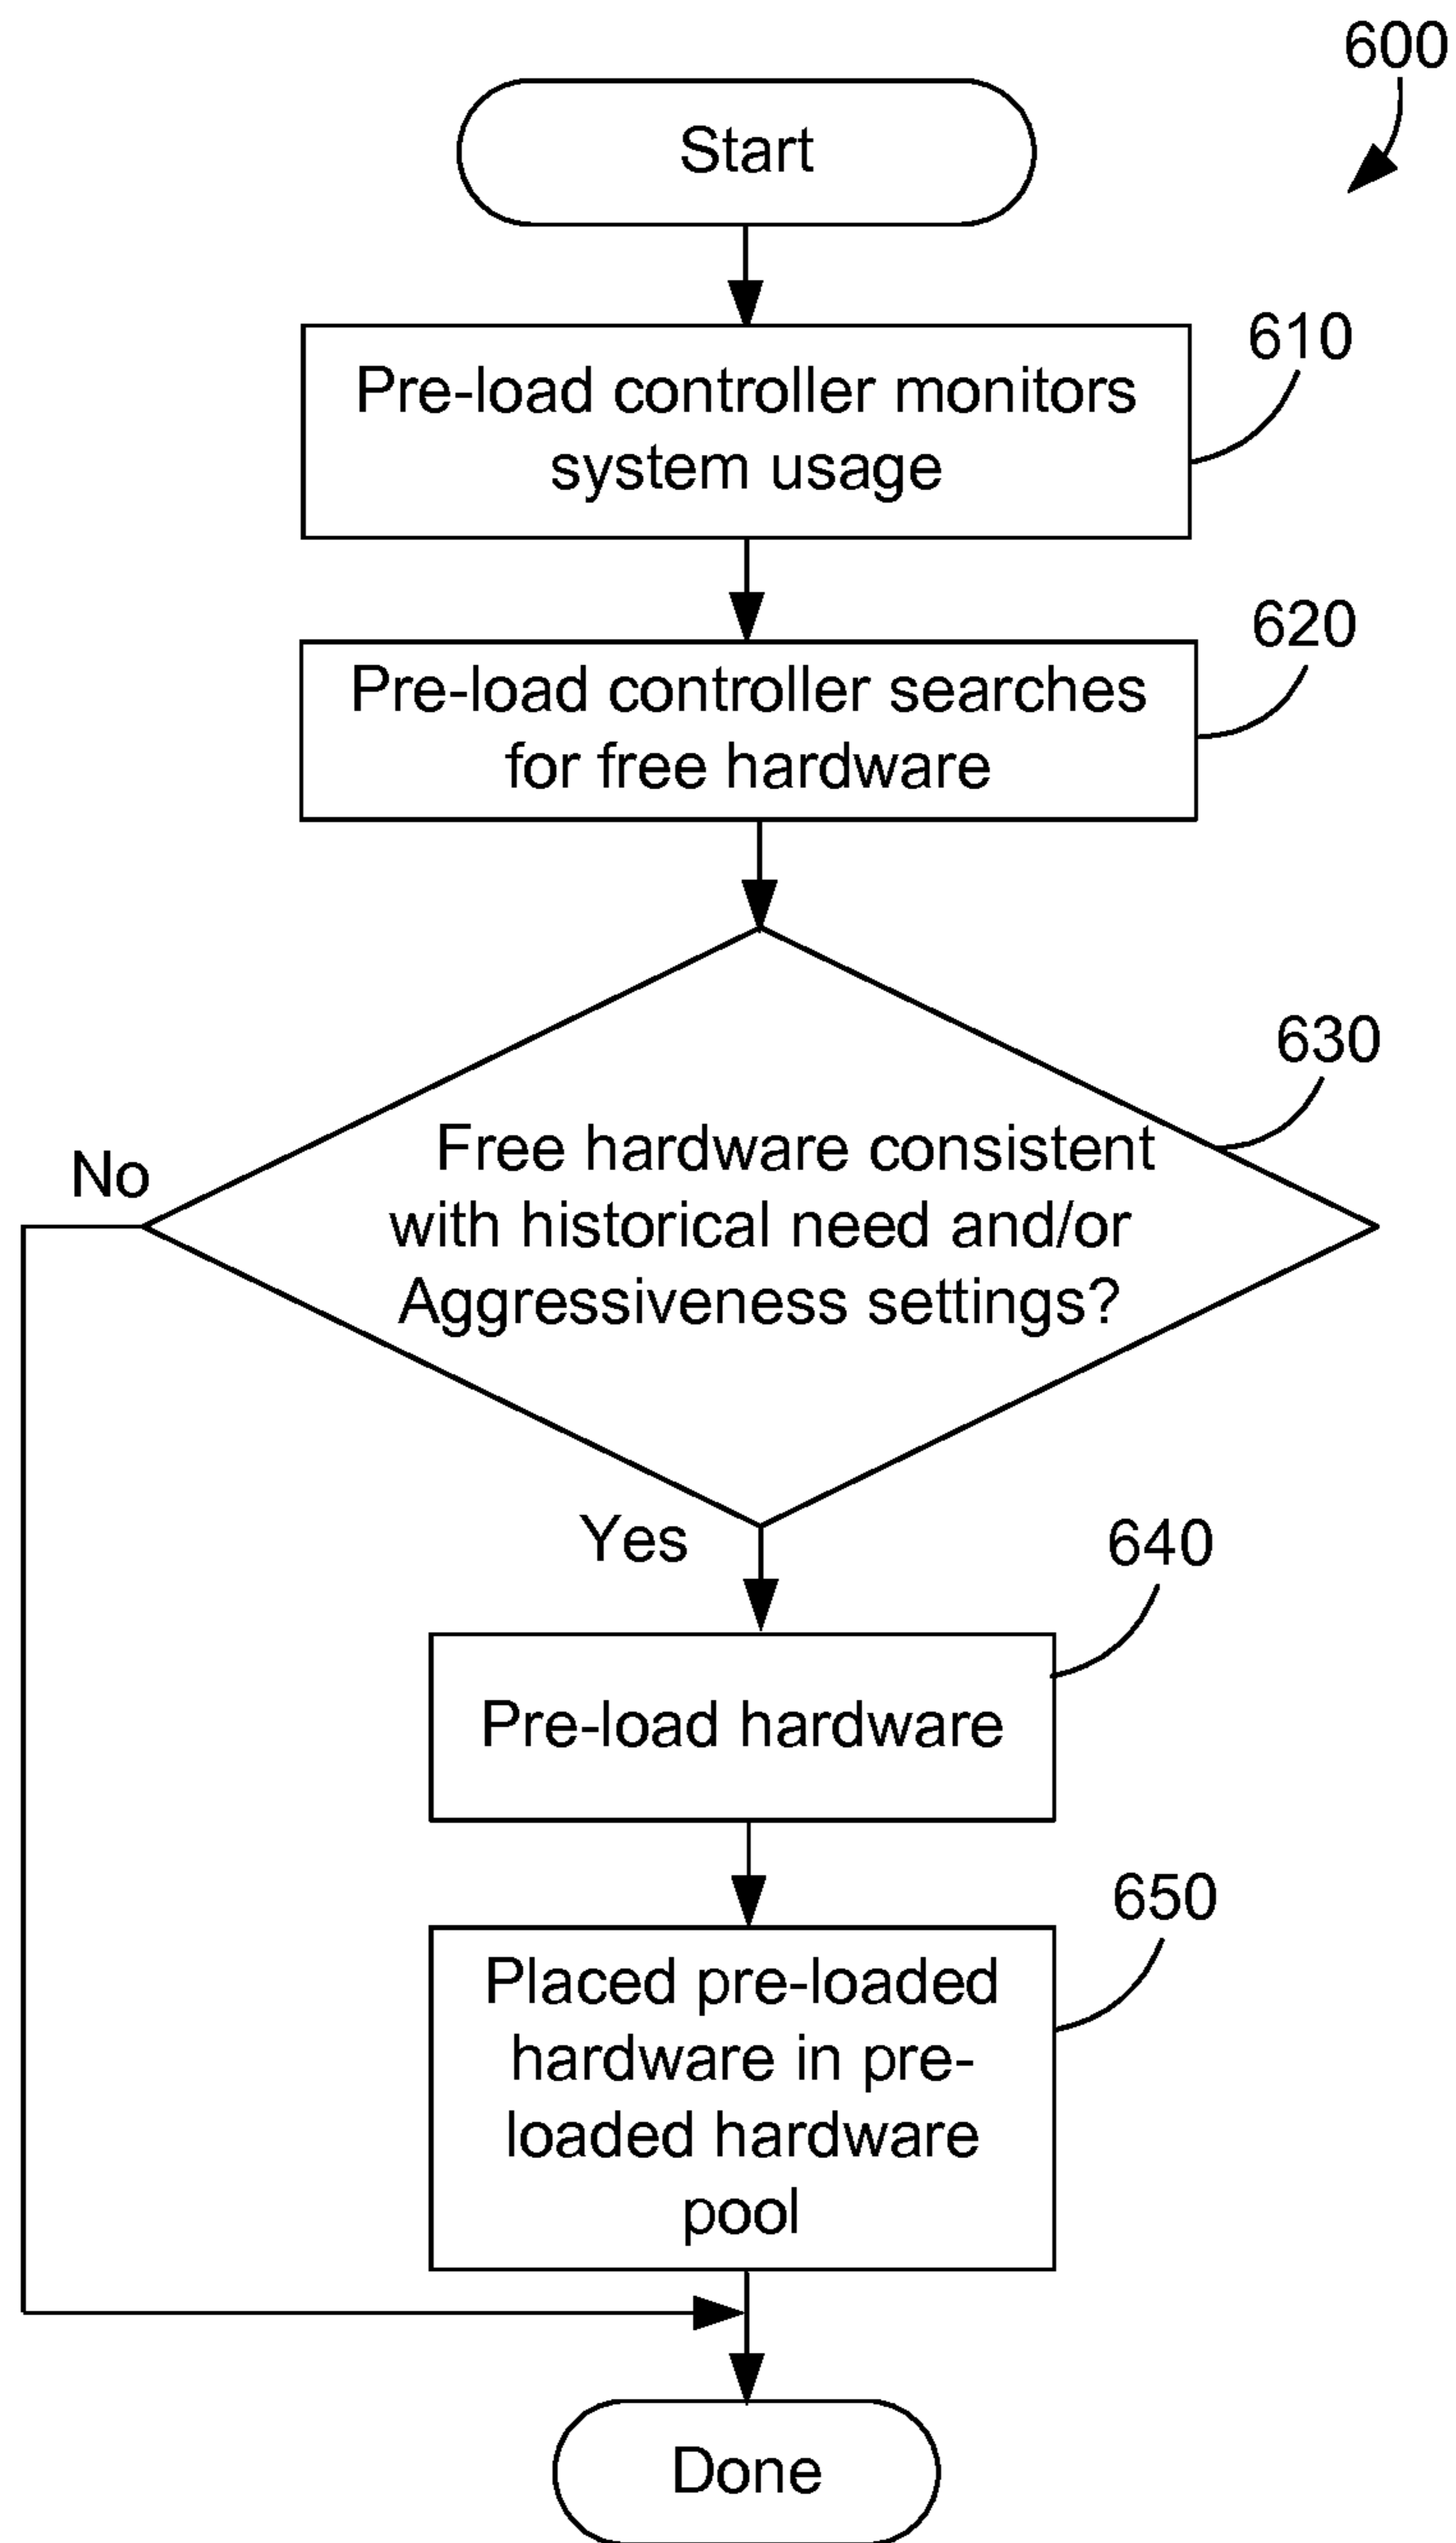 600
Start
610
Pre-load controller monitors
system usage
620
Pre-load controller searches
for free hardware
630
Free hardware consistent
with historical need and/or
Aggressiveness settings?
No
Yes
640
Pre-load hardware
650
Placed pre-loaded
hardware in pre-
loaded hardware
pool
Done